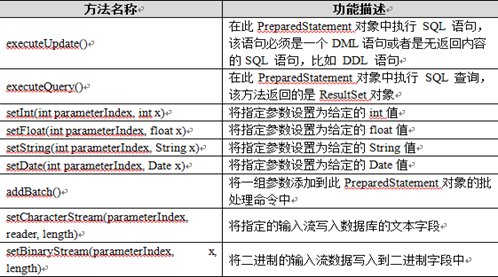 方法名称 功能描述
executeUpdate() 在此 PreparedStatement 对象中执行 SQL 语句，
该语句必须是一个 DML 语句或者是无返回内容
的 SQL 语句，比如 DDL 语句
executeQuery() 在此 PreparedStatement 对象中执行 SQL 查询，
该方法返回的是 ResultSet 对象
setInt(int parameterIndex, int x) 将指定参数设置为给定的 int 值
setFloat(int parameterIndex, float x) 将指定参数设置为给定的 float 值
setString(int parameterIndex, String x) 将指定参数设置为给定的 String 值
setDate(int parameterIndex, Date x) 将指定参数设置为给定的 Date 值
addBatch() 将一组参数添加到此 PreparedStatement 对象的批
处理命令中
setCharacterStream(parameterIndex, 
reader, length) 将指定的输入流写入数据库的文本字段
setBinaryStream(parameterIndex, x, 
length) 将二进制的输入流数据写入到二进制字段中